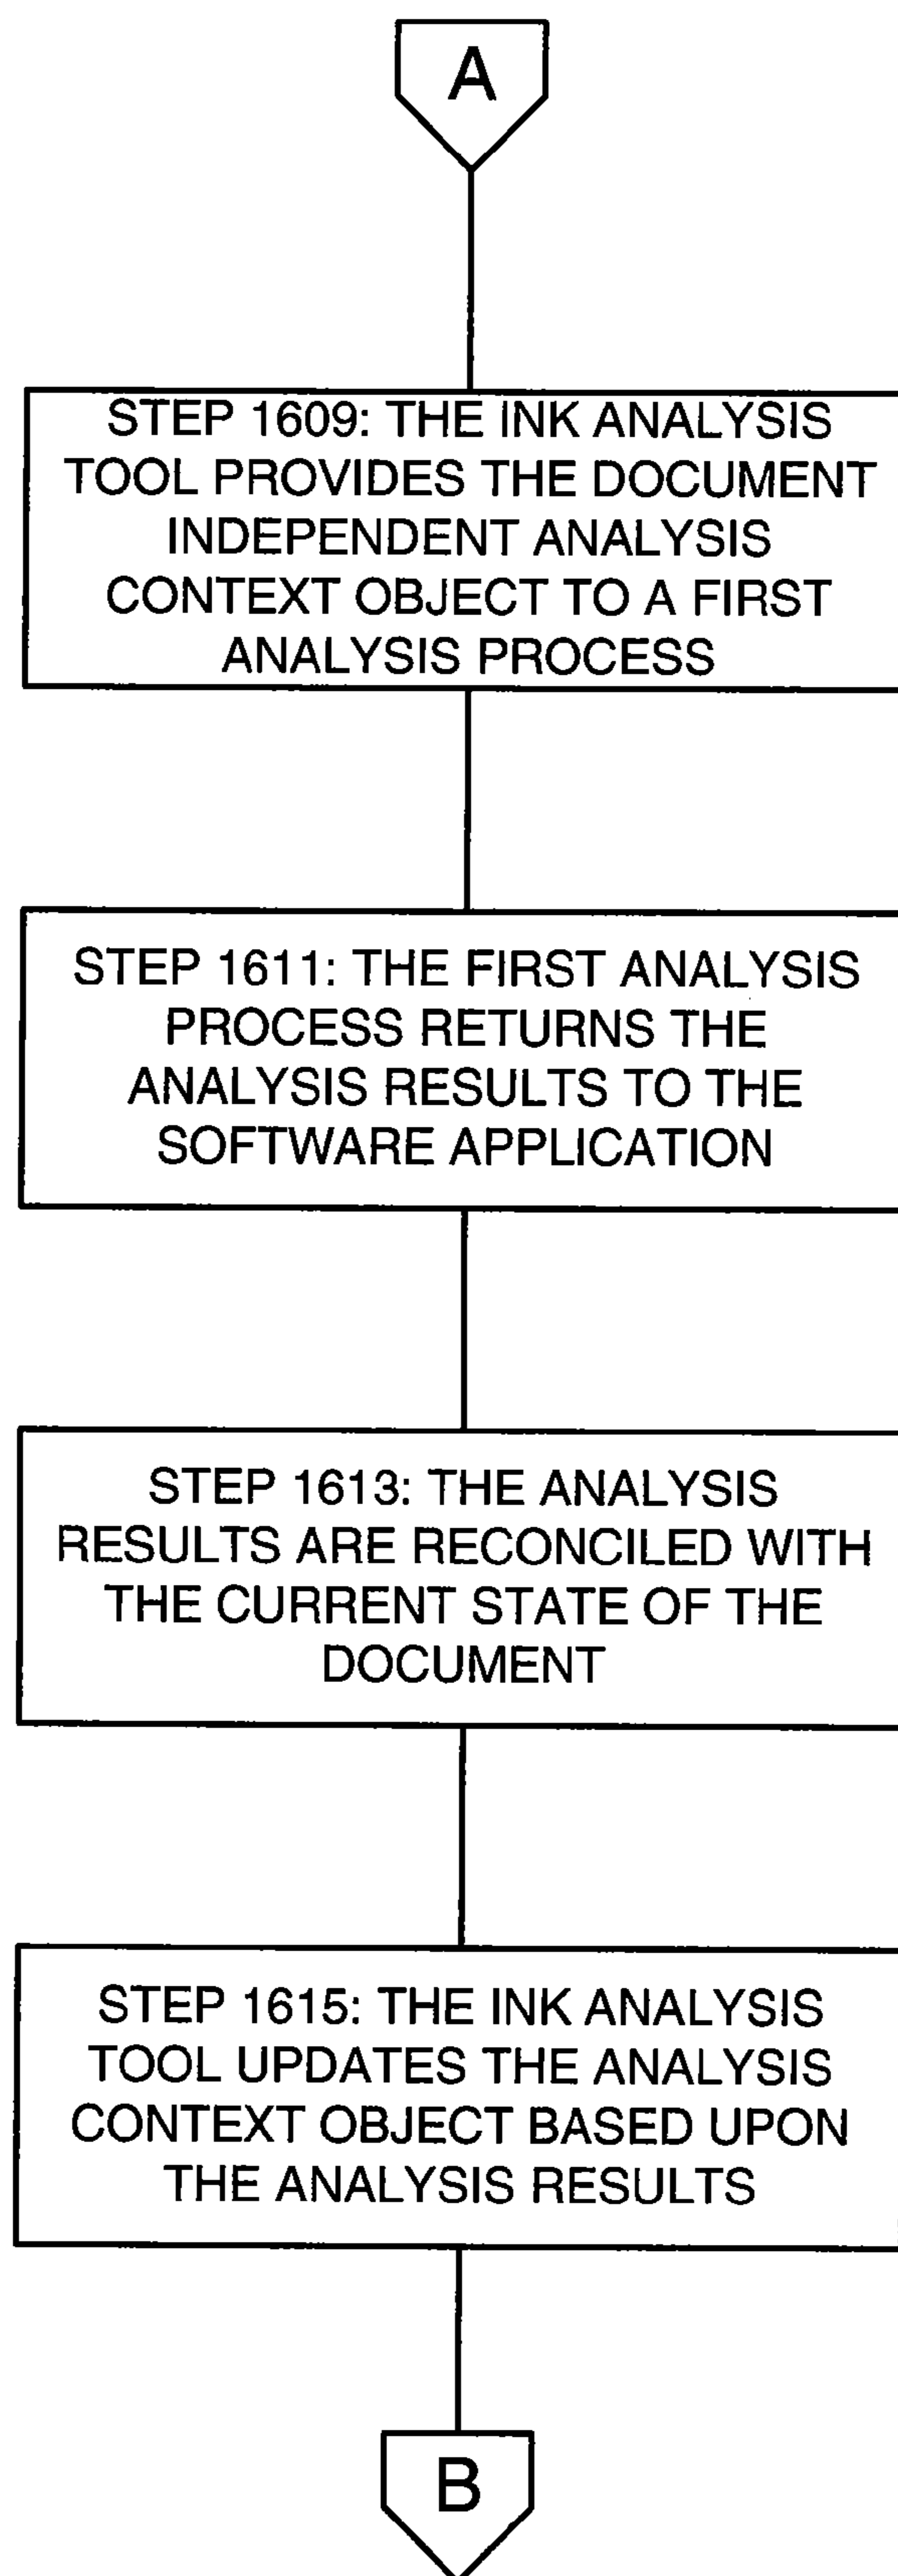 A
STEP 1609: THE INK ANALYSIS
TOOL PROVIDES THE DOCUMENT
INDEPENDENT ANALYSIS
CONTEXT OBJECT TO A FIRST
ANALYSIS PROCESS
STEP 1611: THE FIRST ANALYSIS
PROCESS RETURNS THE
ANALYSIS RESULTS TO THE
SOFTWARE APPLICATION
STEP 1613: THE ANALYSIS
RESULTS ARE RECONCILED WITH
THE CURRENT STATE OF THE
DOCUMENT
STEP 1615: THE INK ANALYSIS
TOOL UPDATES THE ANALYSIS
CONTEXT OBJECT BASED UPON
THE ANALYSIS RESULTS
B